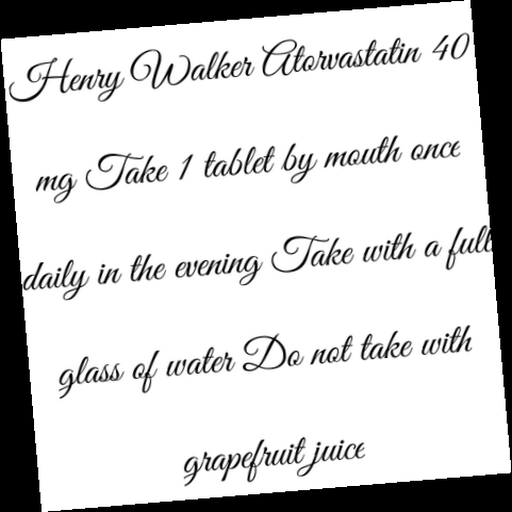 Henry Walker Atorvastatin 40
mg Take 1 tablet by mouth once
daily in the evening Take with a full
glass of water Do not take with
grapefruit juice